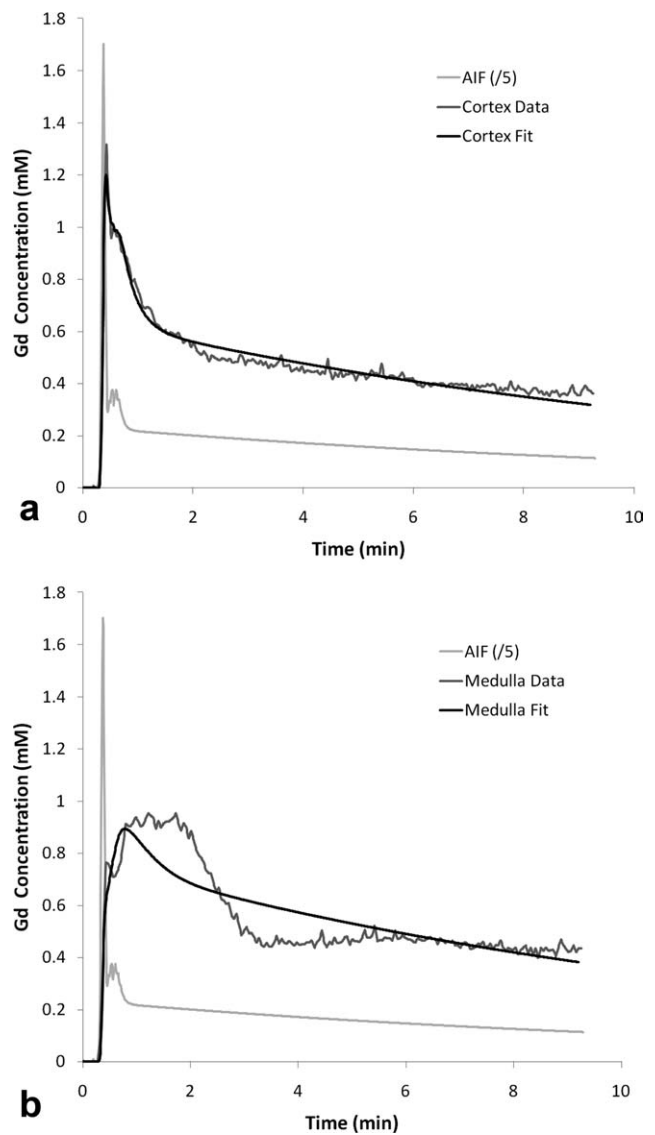 1.8
1.6
1.4
1.2
1
0.8
0.6
0.4
0.2
0
Gd Concentration (mM)
AIF (/5)
Cortex Data
Cortex Fit
0 2 4 6 8 10
Time (min)
a
1.8
1.6
1.4
1.2
1
0.8
0.6
0.4
0.2
0
Gd Concentration (mM)
AIF (/5)
Medulla Data
Medulla Fit
0 2 4 6 8 10
Time (min)
b